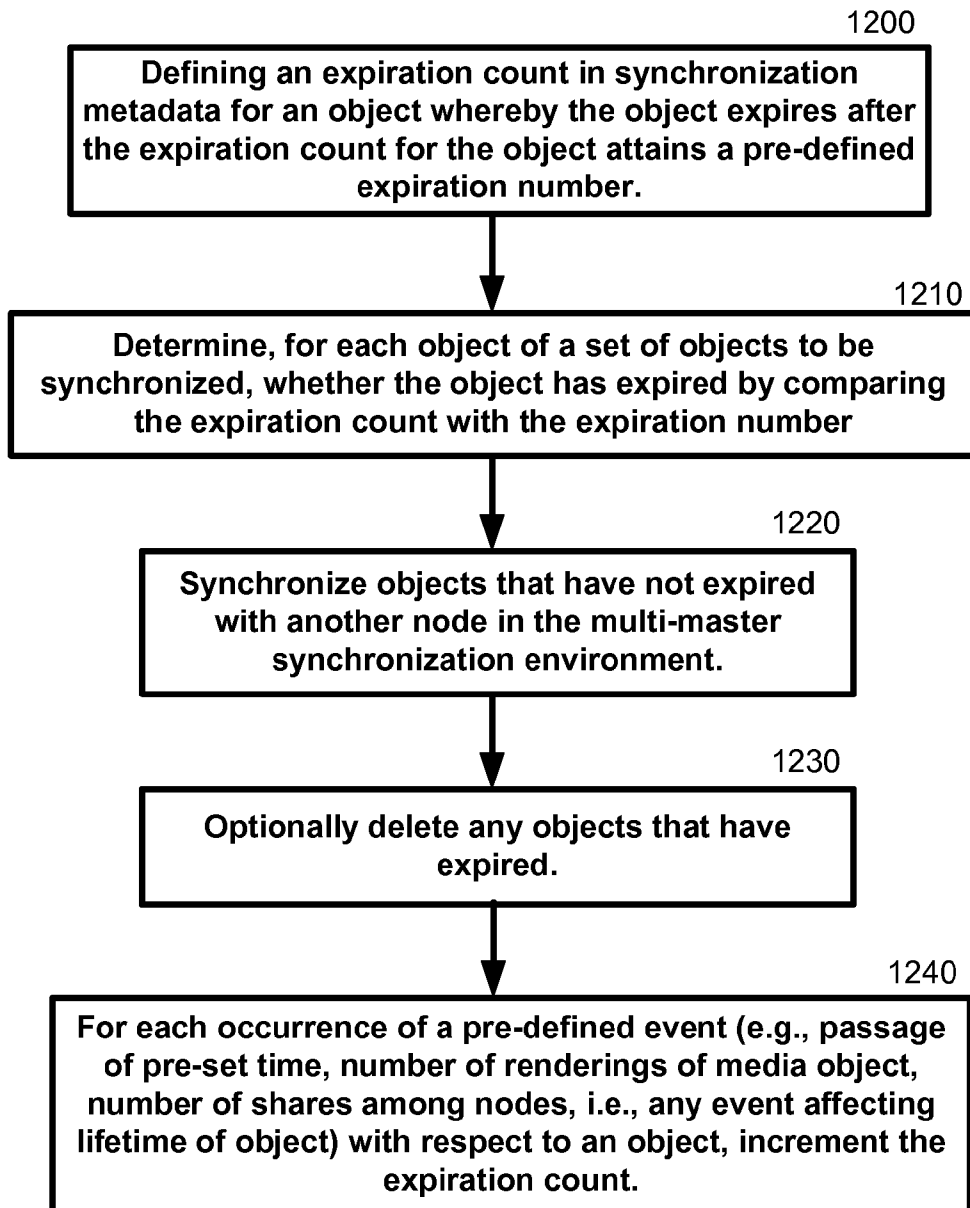 1200
Defining an expiration count in synchronization
metadata for an object whereby the object expires after
the expiration count for the object attains a pre-defined
expiration number.
1210
Determine, for each object of a set of objects to be
synchronized, whether the object has expired by comparing
the expiration count with the expiration number
1220
Synchronize objects that have not expired
with another node in the multi-master
synchronization environment.
1230
Optionally delete any objects that have
expired.
1240
For each occurrence of a pre-defined event (e.g., passage
of pre-set time, number of renderings of media object,
number of shares among nodes, i.e., any event affecting
lifetime of object) with respect to an object, increment the
expiration count.